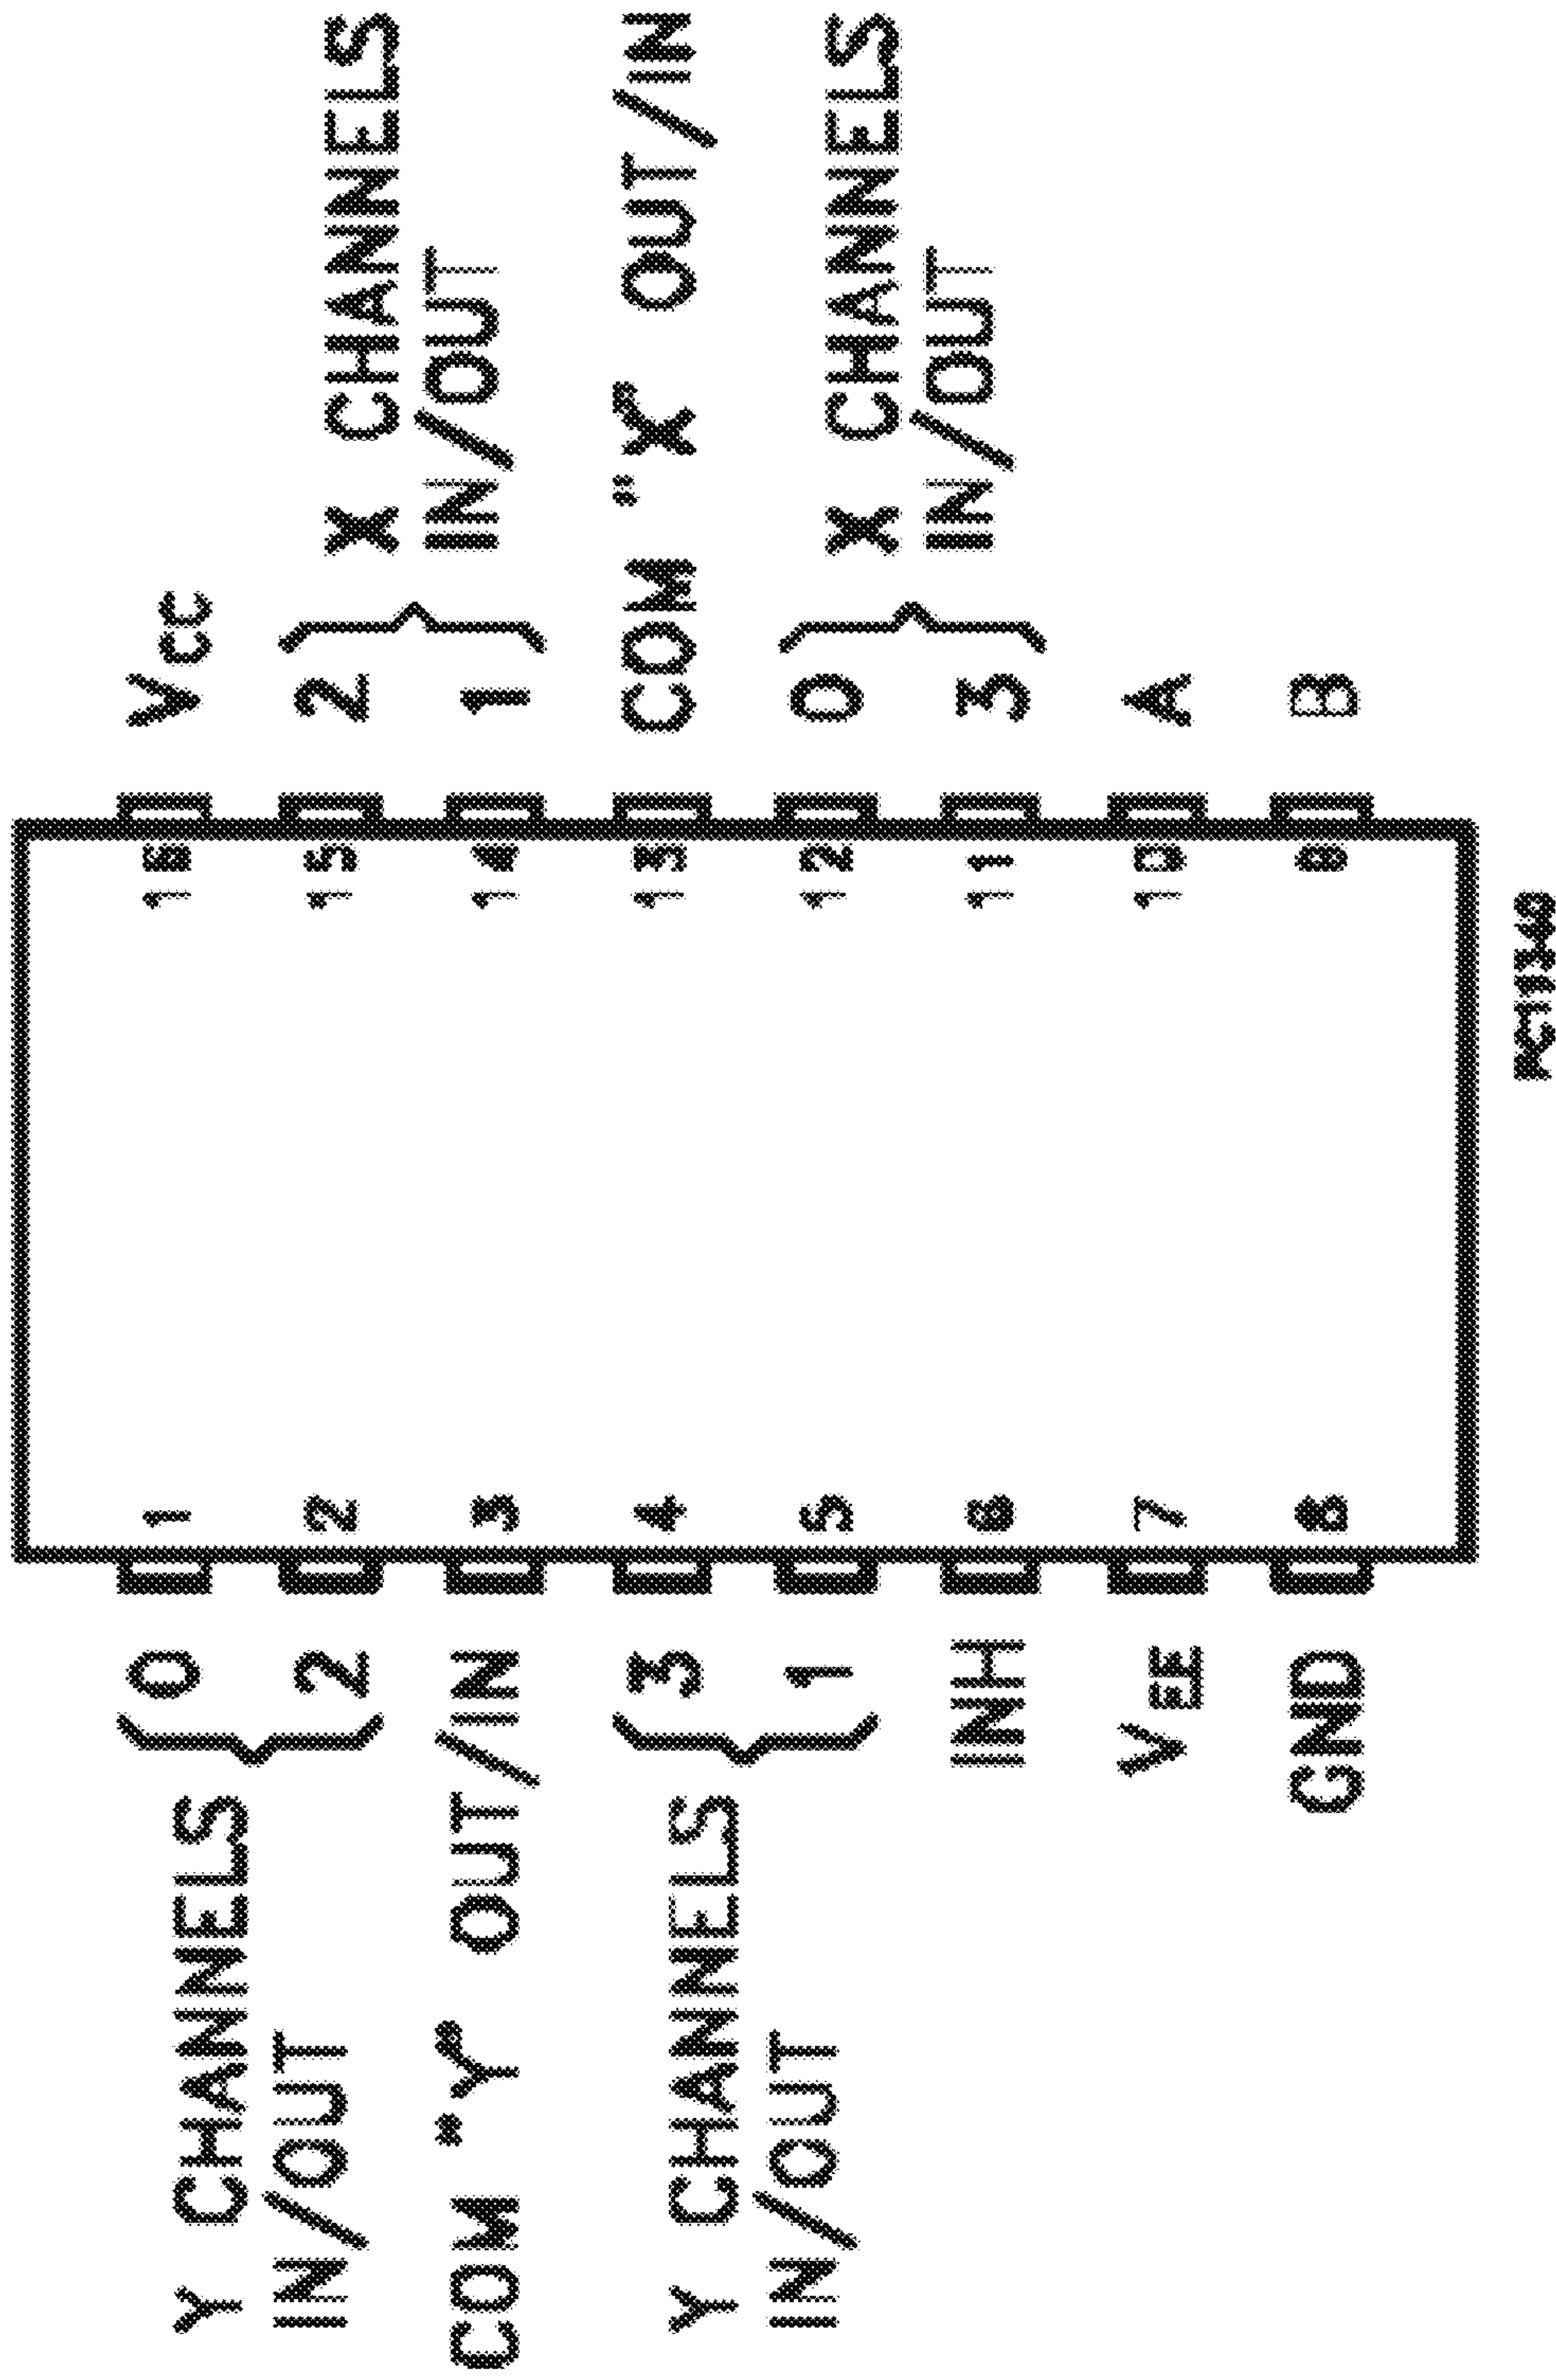 Y CHANNELS
IN/OUT
0
2
COM "Y" OUT/IN
Y CHANNELS
IN/OUT
3
1
INH
VEE
GND
1
2
3
4
5
6
7
8
16
15
14
13
12
11
10
9
VCC
2
1
X CHANNELS
IN/OUT
COM "X" OUT/IN
0
3
X CHANNELS
IN/OUT
A
B